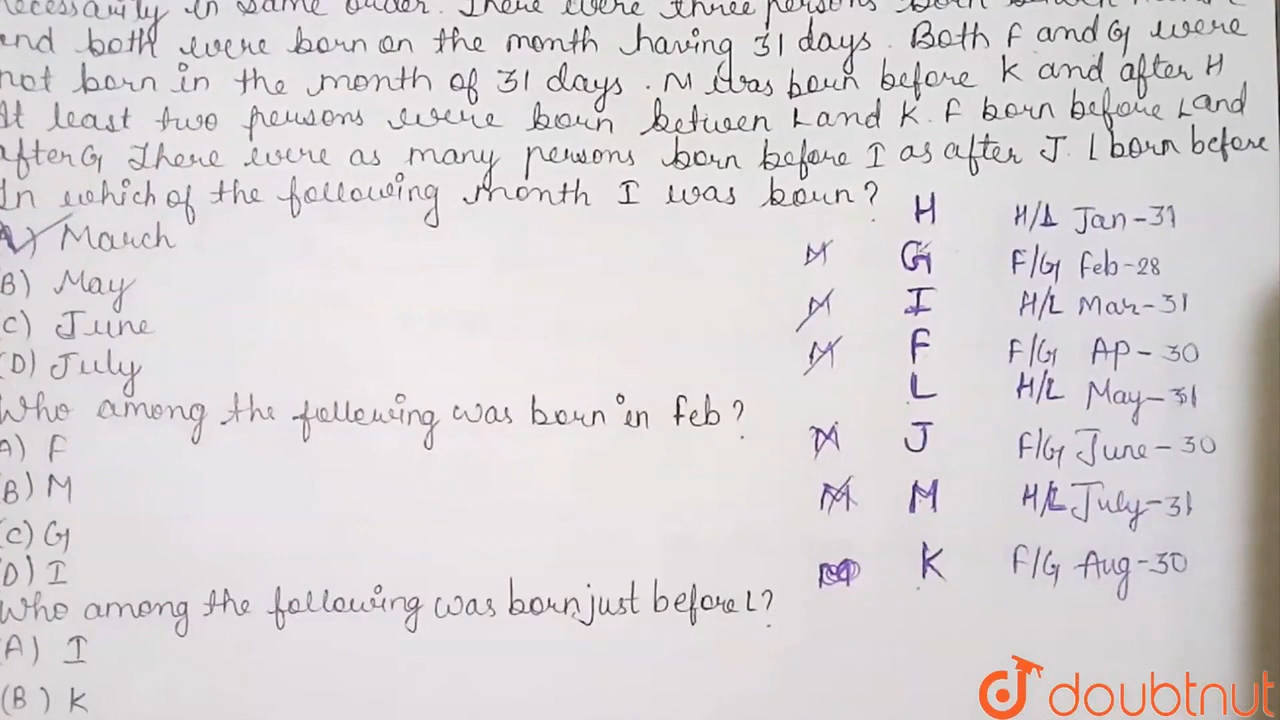 necessarily in same order. There were three persons born between
and both were born on the month having 31 days. Both F and G were
not born in the month of 31 days. M was born before K and after H
At least two persons were born between L and K. F born before L and
after G There were as many persons born before I as after J. L born before
In which of the following month I was born?
A) March
B) May
(C) June
(D) July
Who among the following was born in feb?
A) F
(B) M
(C) G
(D) I
Who among the following was born just before L?
(A) I
(B) K
H H/L Jan-31
M G F/G feb-28
M I H/L Mar-31
M F F/G Ap-30
L H/L May-31
M J F/G June-30
M M H/L July-31
K F/G Aug-30
doubtnut